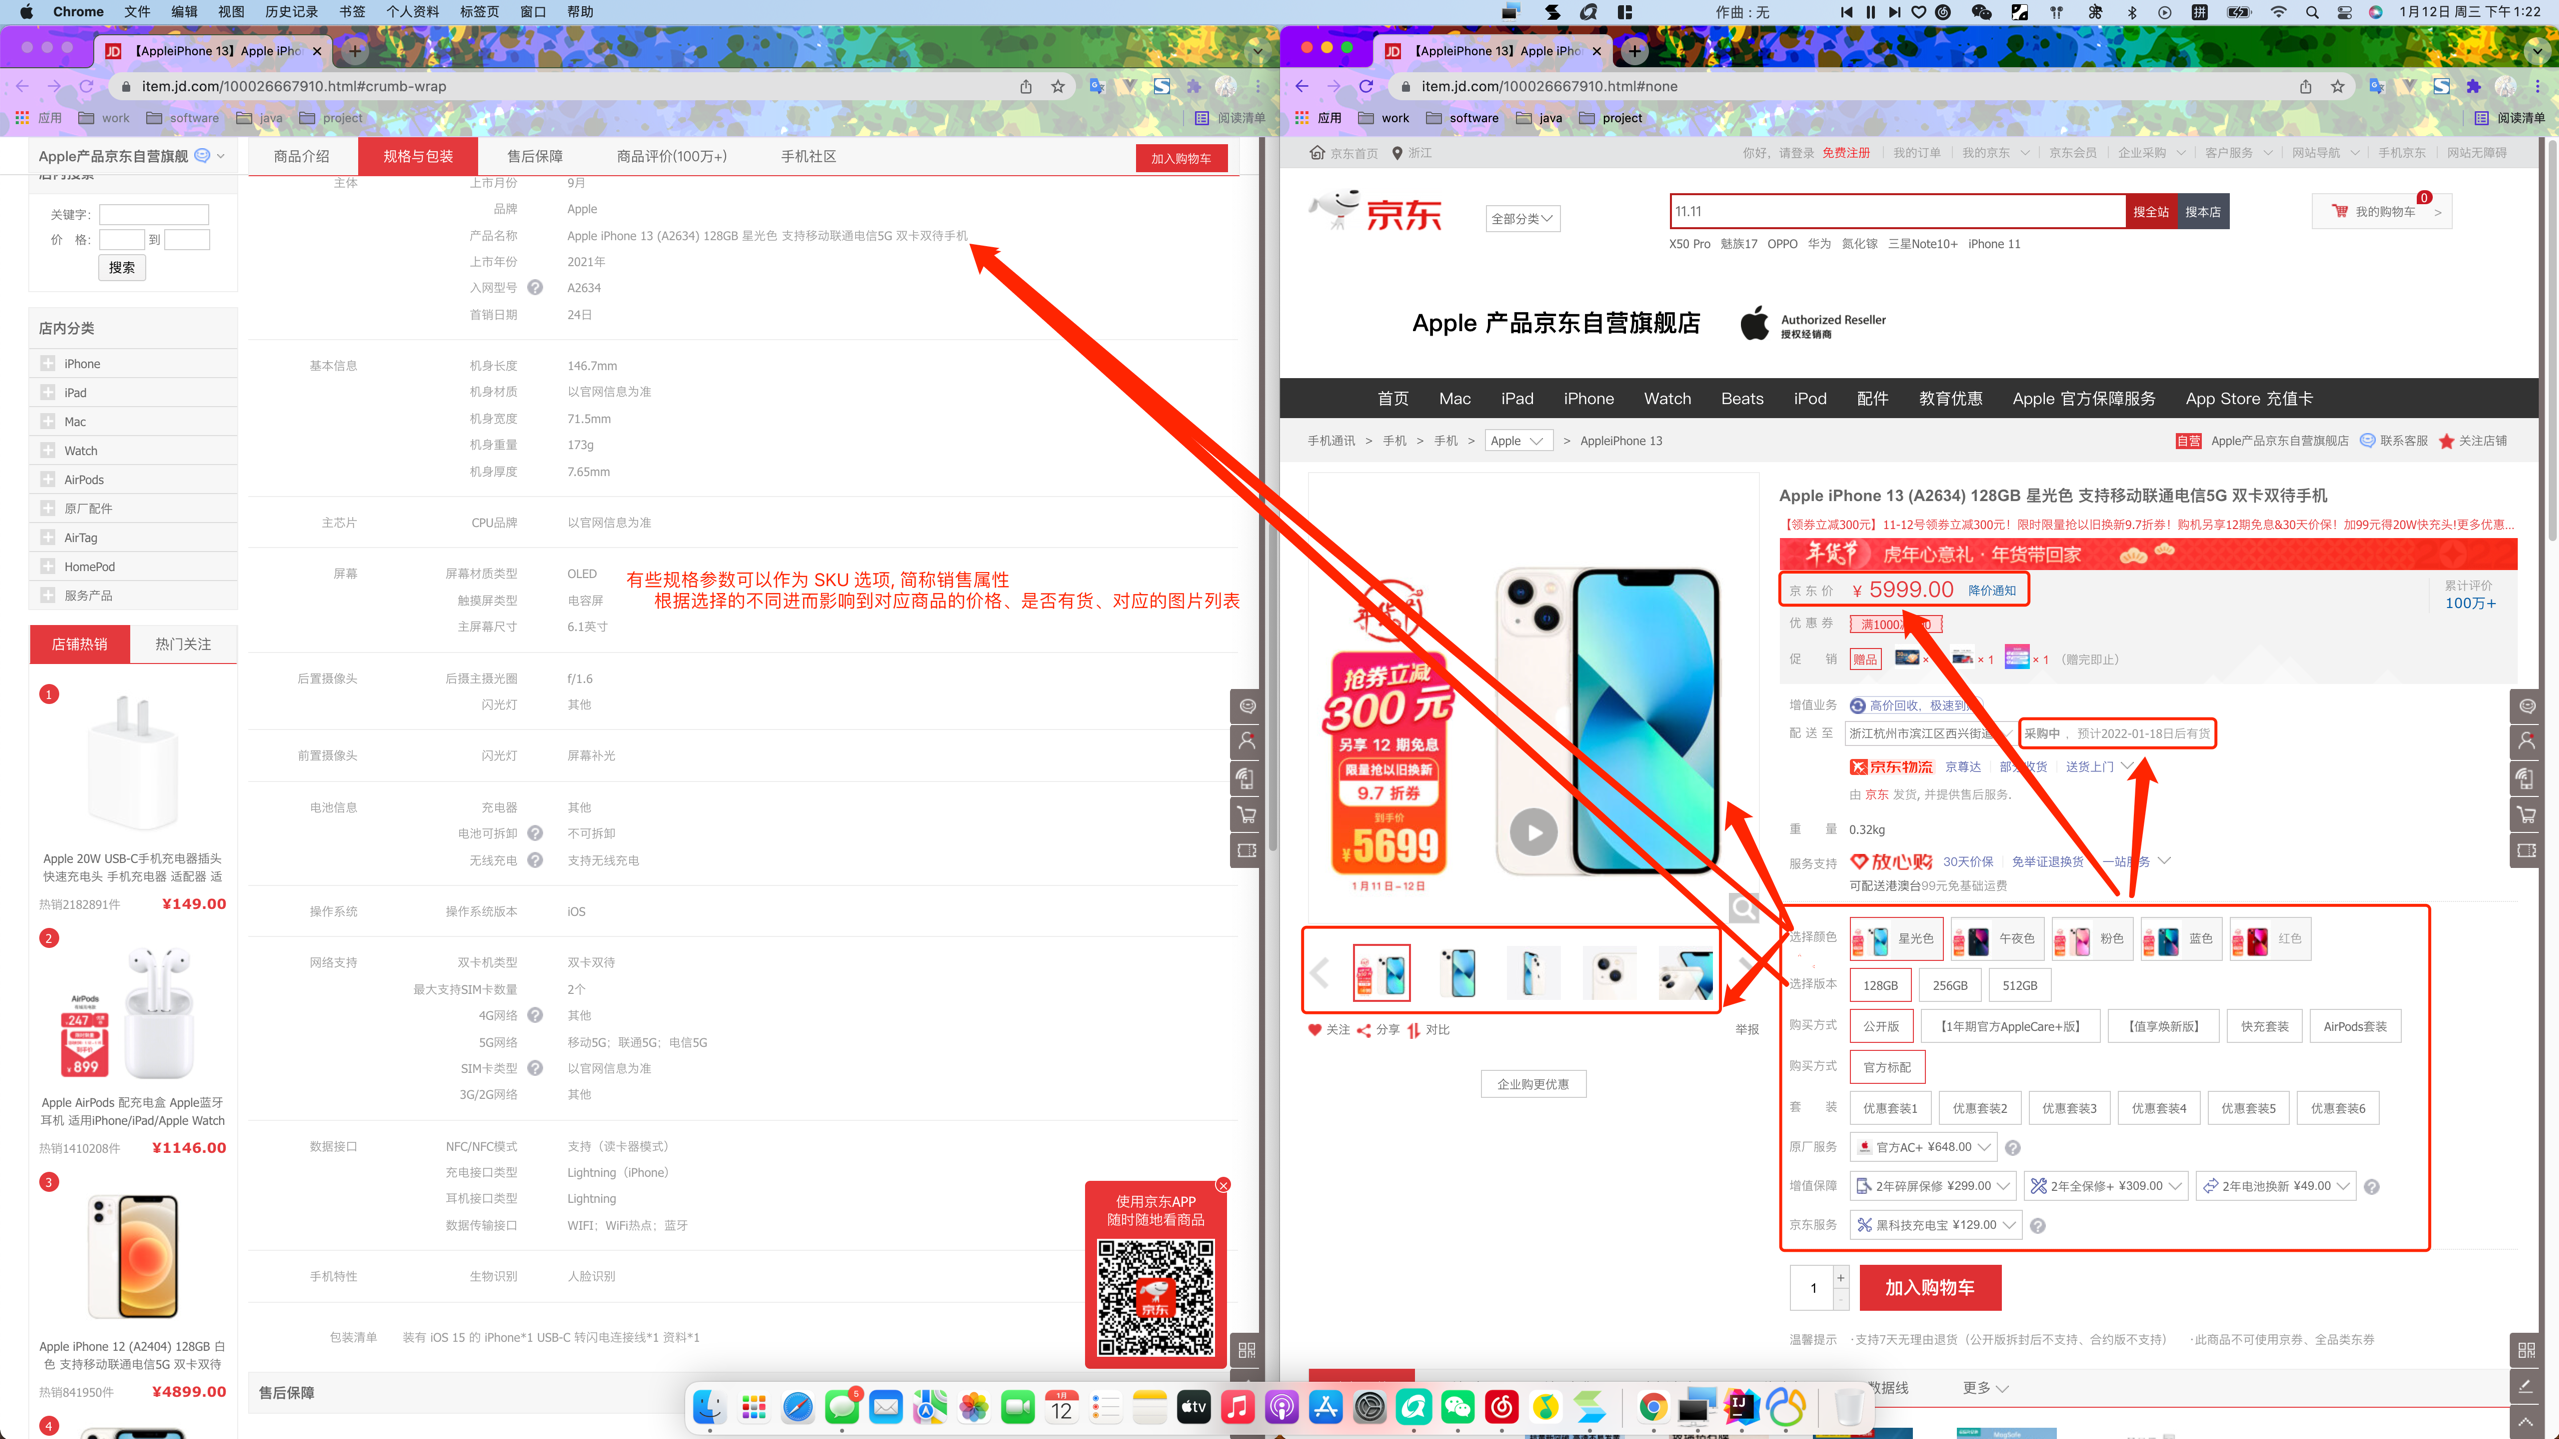 Chrome 文件 编辑 视图 历史记录 书签 个人资料 标签页 窗口 帮助
作曲 : 无
拼
1月12日 周三 下午1:22
【AppleiPhone 13】Apple iPho
item.jd.com/100026667910.html#crumb-wrap
应用 work software java project
阅读清单
Apple产品京东自营旗舰
商品介绍 规格与包装 售后保障 商品评价(100万+) 手机社区
加入购物车
店内搜索
关键字:
价 格: 到
搜索
店内分类
iPhone
iPad
Mac
Watch
AirPods
原厂配件
AirTag
HomePod
服务产品
店铺热销 热门关注
1
Apple 20W USB-C手机充电器插头
快速充电头 手机充电器 适配器 适
热销2182891件 ¥149.00
2
AirPods
247
899
Apple AirPods 配充电盒 Apple蓝牙
耳机 适用iPhone/iPad/Apple Watch
热销1410208件 ¥1146.00
3
Apple iPhone 12 (A2404) 128GB 白
色 支持移动联通电信5G 双卡双待
热销841950件 ¥4899.00
4
主体 上市月份 9月
品牌 Apple
产品名称 Apple iPhone 13 (A2634) 128GB 星光色 支持移动联通电信5G 双卡双待手机
上市年份 2021年
入网型号 A2634
首销日期 24日
基本信息 机身长度 146.7mm
机身材质 以官网信息为准
机身宽度 71.5mm
机身重量 173g
机身厚度 7.65mm
主芯片 CPU品牌 以官网信息为准
屏幕 屏幕材质类型 OLED
触摸屏类型 电容屏
主屏幕尺寸 6.1英寸
有些规格参数可以作为 SKU 选项, 简称销售属性
根据选择的不同进而影响到对应商品的价格、是否有货、对应的图片列表
后置摄像头 后摄主摄光圈 f/1.6
闪光灯 其他
前置摄像头 闪光灯 屏幕补光
电池信息 充电器 其他
电池可拆卸 不可拆卸
无线充电 支持无线充电
操作系统 操作系统版本 iOS
网络支持 双卡机类型 双卡双待
最大支持SIM卡数量 2个
4G网络 其他
5G网络 移动5G；联通5G；电信5G
SIM卡类型 以官网信息为准
3G/2G网络 其他
数据接口 NFC/NFC模式 支持（读卡器模式）
充电接口类型 Lightning（iPhone）
耳机接口类型 Lightning
数据传输接口 WIFI；WiFi热点；蓝牙
手机特性 生物识别 人脸识别
包装清单 装有 iOS 15 的 iPhone*1 USB-C 转闪电连接线*1 资料*1
售后保障
使用京东APP
随时随地看商品
京东
【AppleiPhone 13】Apple iPho
item.jd.com/100026667910.html#none
应用 work software java project
阅读清单
京东首页 浙江
你好，请登录 免费注册 我的订单 我的京东 京东会员 企业采购 客户服务 网站导航 手机京东 网站无障碍
京东
全部分类
11.11
搜全站 搜本店
我的购物车 0 >
X50 Pro 魅族17 OPPO 华为 氮化镓 三星Note10+ iPhone 11
Apple 产品京东自营旗舰店
Authorized Reseller
授权经销商
首页 Mac iPad iPhone Watch Beats iPod 配件 教育优惠 Apple 官方保障服务 App Store 充值卡
手机通讯 > 手机 > 手机 > Apple > AppleiPhone 13
自营 Apple产品京东自营旗舰店 联系客服 关注店铺
Apple iPhone 13 (A2634) 128GB 星光色 支持移动联通电信5G 双卡双待手机
【领券立减300元】11-12号领券立减300元！限时限量抢以旧换新9.7折券！购机另享12期免息&30天价保！加99元得20W快充头!更多优惠...
年货节 虎年心意礼 · 年货带回家
京 东 价 ¥ 5999.00 降价通知
累计评价
100万+
优 惠 券 满1000
促 销 赠品 × × 1 × 1 （赠完即止）
增值业务 高价回收，极速到
配 送 至 浙江杭州市滨江区西兴街道 采购中 ，预计2022-01-18日后有货
京东物流 京尊达 部分收货 送货上门
由 京东 发货, 并提供售后服务.
重 量 0.32kg
服务支持 放心购 30天价保 免举证退换货 一站服务
可配送港澳台99元免基础运费
年货节
抢券立减
300 元
另享 12 期免息
限量抢以旧换新
9.7 折券
到手价
¥5699
1月11日-12日
选择颜色 星光色 午夜色 粉色 蓝色 红色
选择版本 128GB 256GB 512GB
购买方式 公开版 【1年期官方AppleCare+版】 【值享焕新版】 快充套装 AirPods套装
购买方式 官方标配
套 装 优惠套装1 优惠套装2 优惠套装3 优惠套装4 优惠套装5 优惠套装6
原厂服务 官方AC+ ¥648.00
增值保障 2年碎屏保修 ¥299.00 2年全保修+ ¥309.00 2年电池换新 ¥49.00
京东服务 黑科技充电宝 ¥129.00
关注 分享 对比 举报
企业购更优惠
1 + -
加入购物车
温馨提示 ·支持7天无理由退货（公开版拆封后不支持、合约版不支持） ·此商品不可使用京券、全品类东券
数据线 更多
5
1月
12
tv
IJ
MagSafe